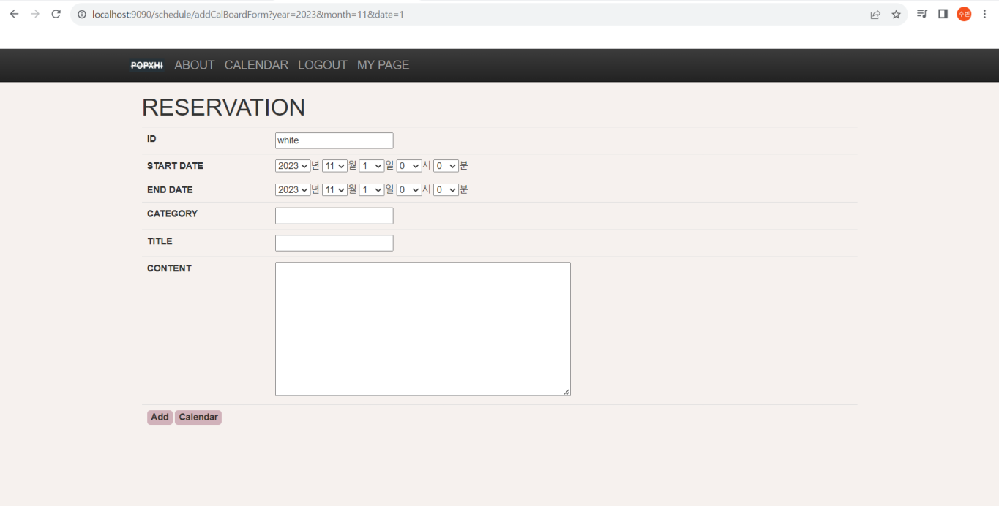 localhost:9090/schedule/addCalBoardForm?year=2023&month=11&date=1 수빈
POPXHI ABOUT CALENDAR LOGOUT MY PAGE
RESERVATION
ID white
START DATE 2023 년 11 월 1 일 0 시 0 분
END DATE 2023 년 11 월 1 일 0 시 0 분
CATEGORY
TITLE
CONTENT
Add Calendar